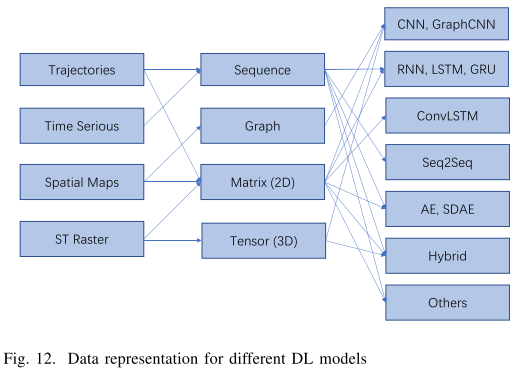 Trajectories
Time Serious
Spatial Maps
ST Raster
Sequence
Graph
Matrix (2D)
Tensor (3D)
CNN, GraphCNN
RNN, LSTM, GRU
ConvLSTM
Seq2Seq
AE, SDAE
Hybrid
Others
Fig. 12. Data representation for different DL models